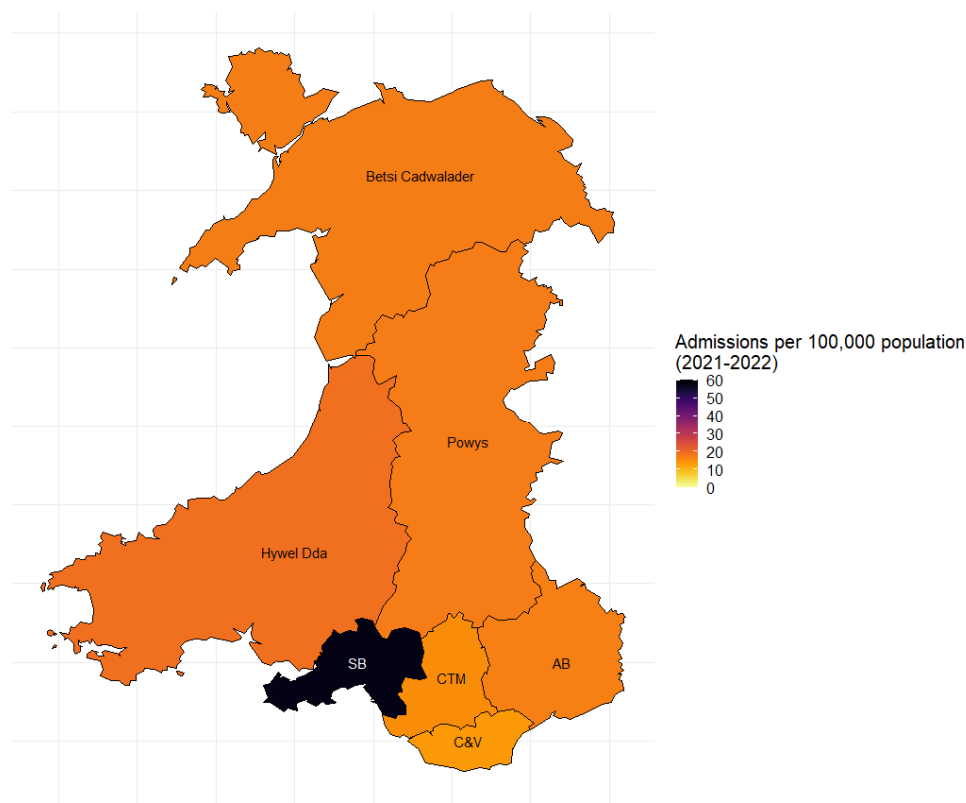 Betsi Cadwalader
Admissions per 100,000 population
(2021-2022)
60
50
40
30
20
10
0
Powys
Hywel Dda
SB
CTM
AB
C&V